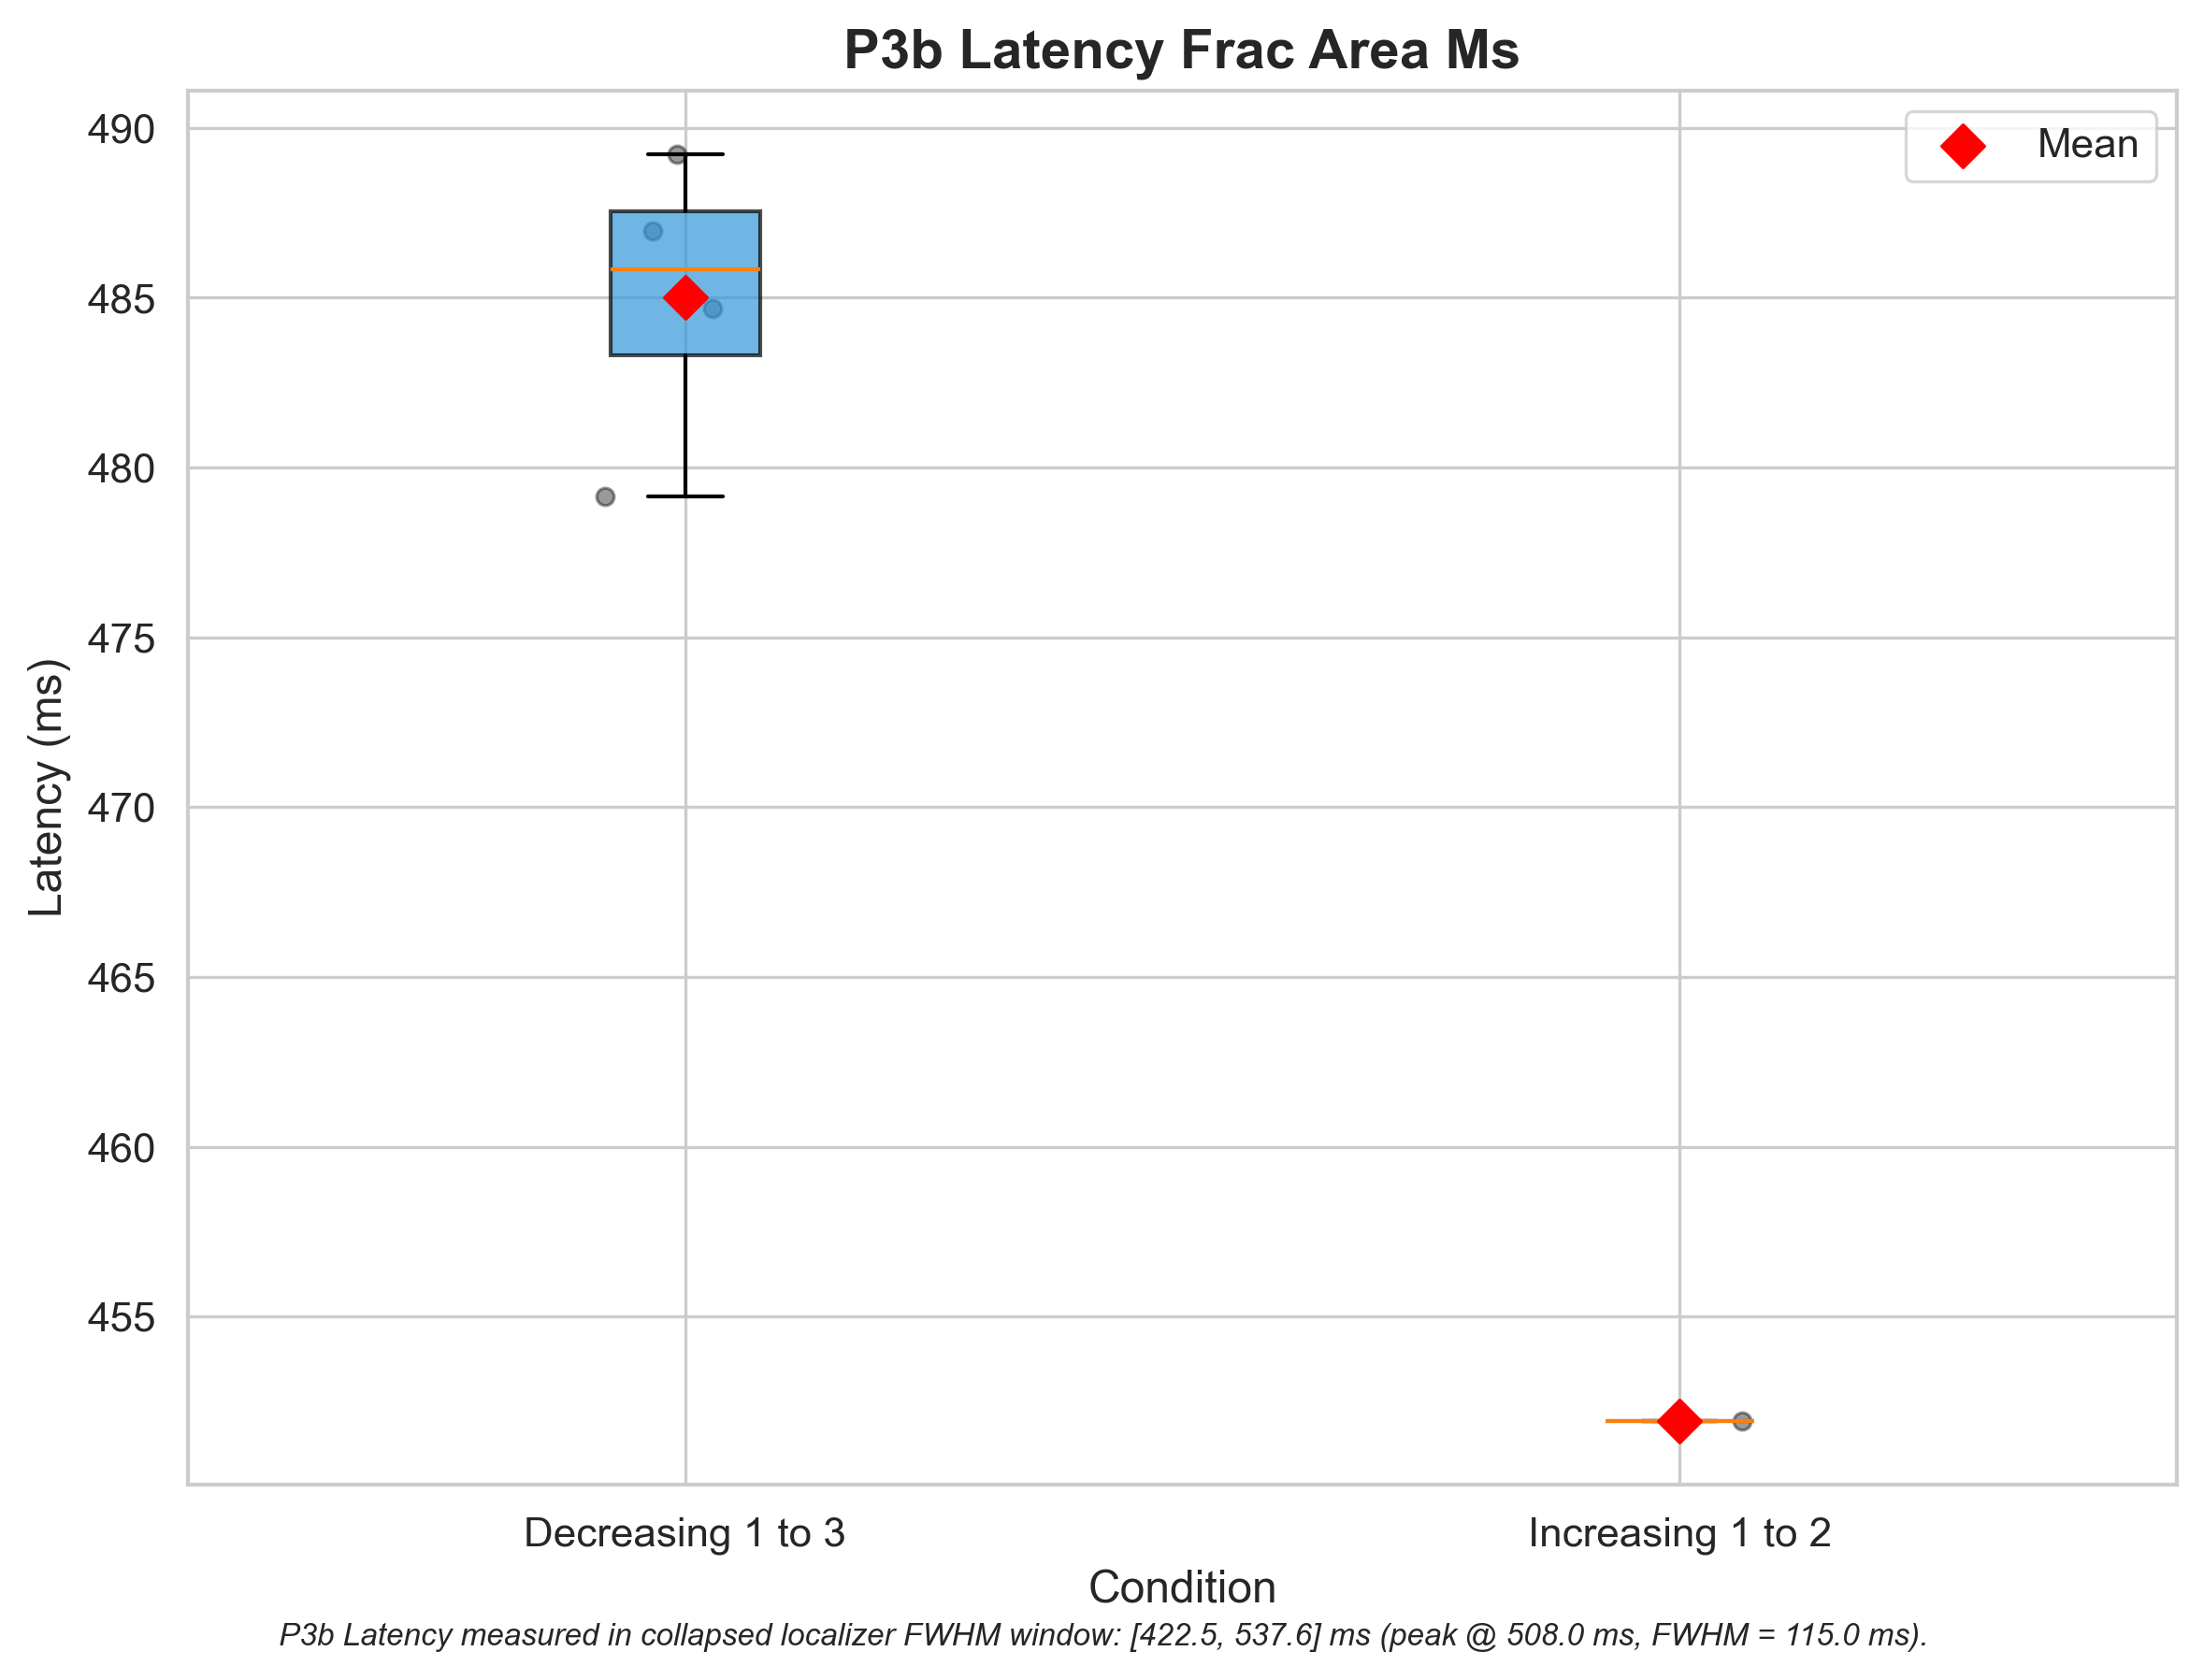 P3b Latency Frac Area Ms
490
485
480
475
470
465
460
455
Latency (ms)
Mean
Decreasing 1 to 3
Increasing 1 to 2
Condition
P3b Latency measured in collapsed localizer FWHM window: [422.5, 537.6] ms (peak @ 508.0 ms, FWHM = 115.0 ms).